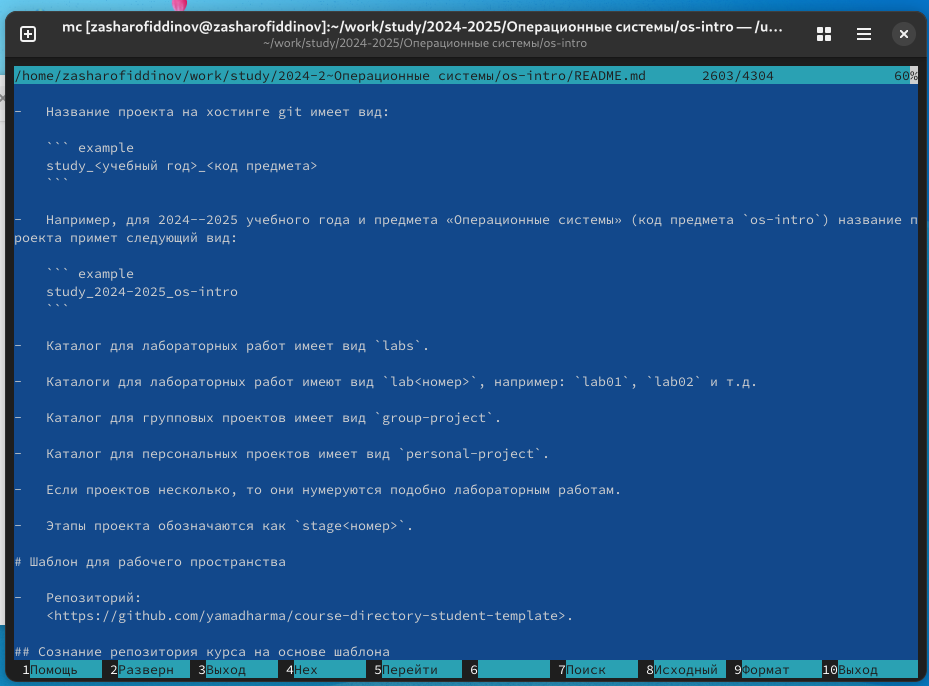 mc [zasharofiddinov@zasharofiddinov]:~/work/study/2024-2025/Операционные системы/os-intro — /u…
~/work/study/2024-2025/Операционные системы/os-intro
/home/zasharofiddinov/work/study/2024-2~Операционные системы/os-intro/README.md 2603/4304 60%
- Название проекта на хостинге git имеет вид:
``` example
study_<учебный год>_<код предмета>
```
- Например, для 2024--2025 учебного года и предмета «Операционные системы» (код предмета `os-intro`) название п
роекта примет следующий вид:
``` example
study_2024-2025_os-intro
```
- Каталог для лабораторных работ имеет вид `labs`.
- Каталоги для лабораторных работ имеют вид `lab<номер>`, например: `lab01`, `lab02` и т.д.
- Каталог для групповых проектов имеет вид `group-project`.
- Каталог для персональных проектов имеет вид `personal-project`.
- Если проектов несколько, то они нумеруются подобно лабораторным работам.
- Этапы проекта обозначаются как `stage<номер>`.
# Шаблон для рабочего пространства
- Репозиторий:
<https://github.com/yamadharma/course-directory-student-template>.
## Сознание репозитория курса на основе шаблона
1Помощь 2Разверн 3Выход 4Hex 5Перейти 6 7Поиск 8Исходный 9Формат 10Выход